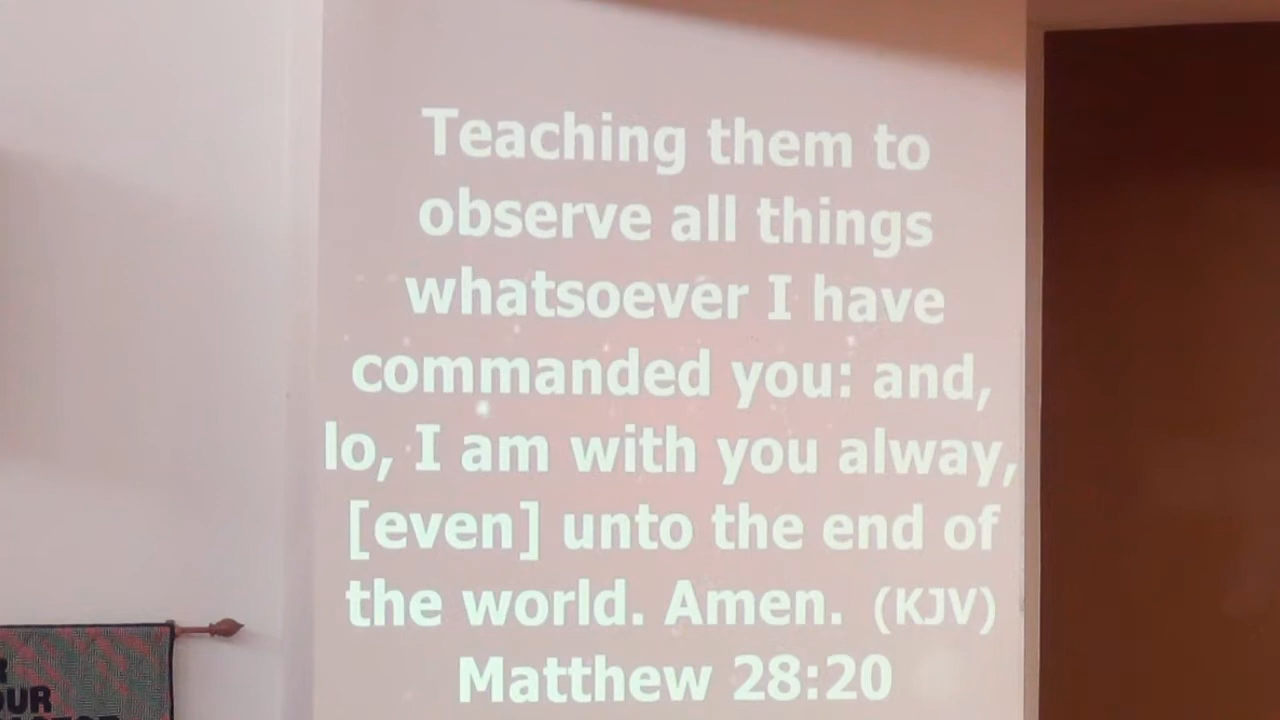 Teaching them to
observe all things
whatsoever I have
commanded you: and,
lo, I am with you alway,
[even] unto the end of
the world. Amen. (KJV)
Matthew 28:20
OUR